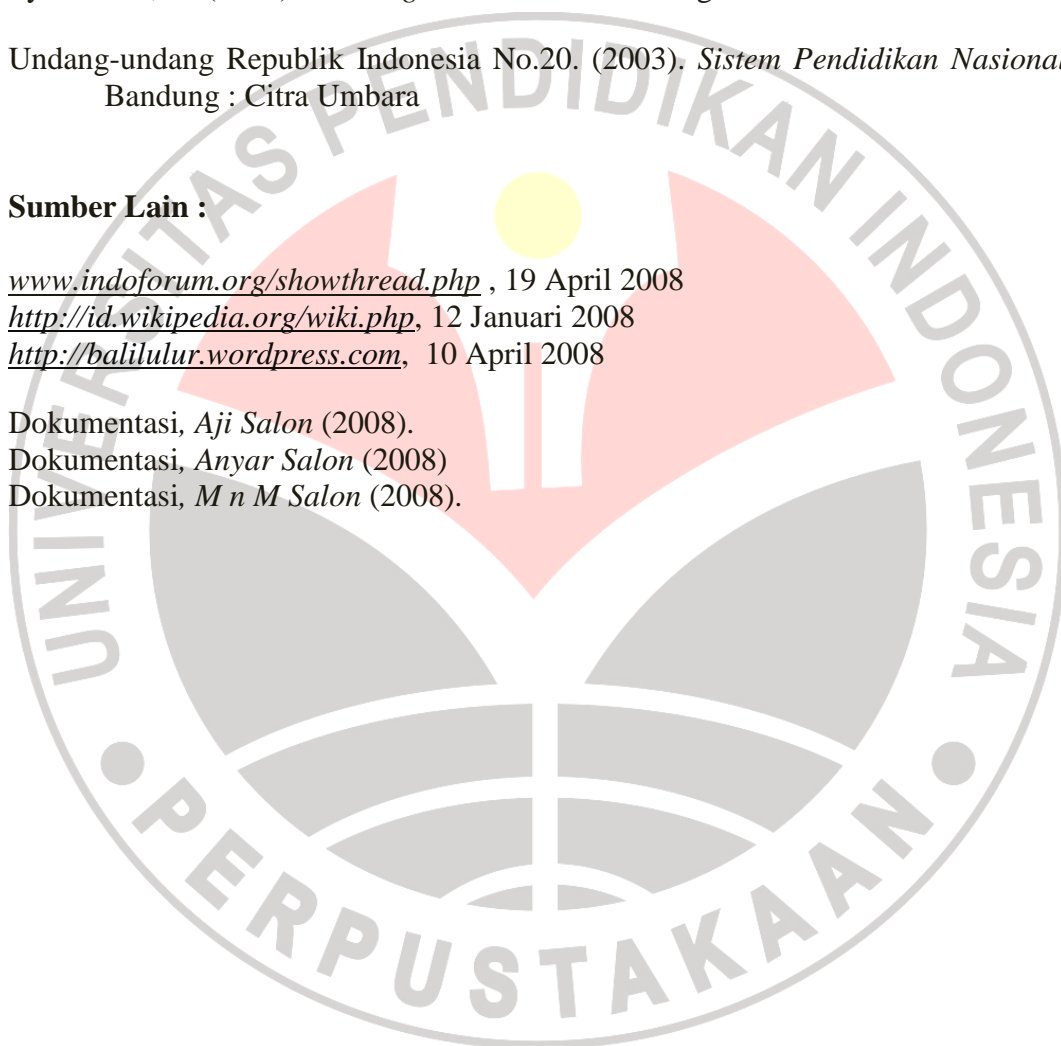 Undang-undang Republik Indonesia No.20. (2003). Sistem Pendidikan Nasional
Bandung : Citra Umbara
Sumber Lain :
www.indoforum.org/showthread.php , 19 April 2008
http://id.wikipedia.org/wiki.php, 12 Januari 2008
http://balilulur.wordpress.com, 10 April 2008
Dokumentasi, Aji Salon (2008).
Dokumentasi, Anyar Salon (2008)
Dokumentasi, M n M Salon (2008).
UNIVERSITAS PENDIDIKAN INDONESIA
PERPUSTAKAAN